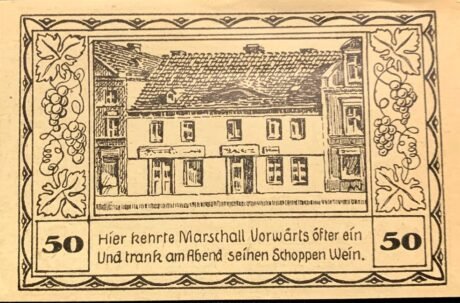 50 Hier kehrte Marschall Vorwärts öfter ein 50
Und trank am Abend seinen Schoppen Wein.